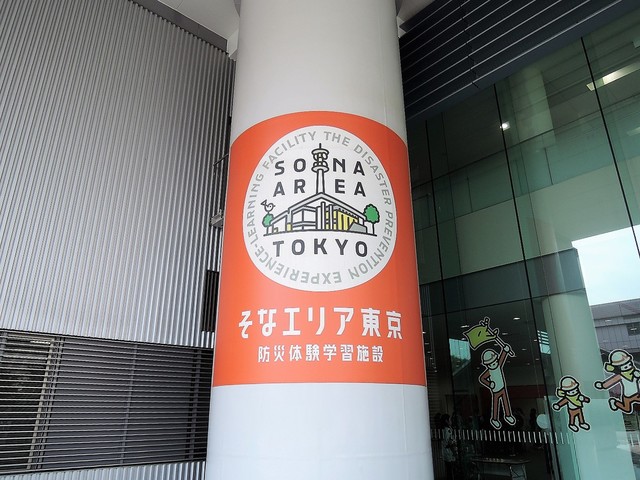 THE DISASTER PREVENTION EXPERIENCE-LEARNING FACILITY
SONA
AREA
TOKYO
そなエリア東京
防災体験学習施設